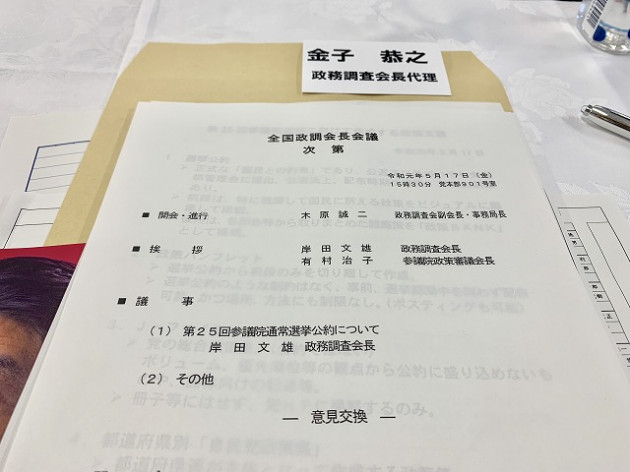 金子 恭之
政務調査会長代理
全国政調会長会議
次 第
令和元年5月17日(金)
15時30分 党本部901号室
■ 開会・進行 木原誠二 政務調査会副会長・事務局長
■ 挨 拶 岸田文雄 政務調査会長
有村治子 参議院政策審議会長
■ 議 事
(1) 第25回参議院通常選挙公約について
岸田文雄 政務調査会長
(2) その他
― 意見交換 ―